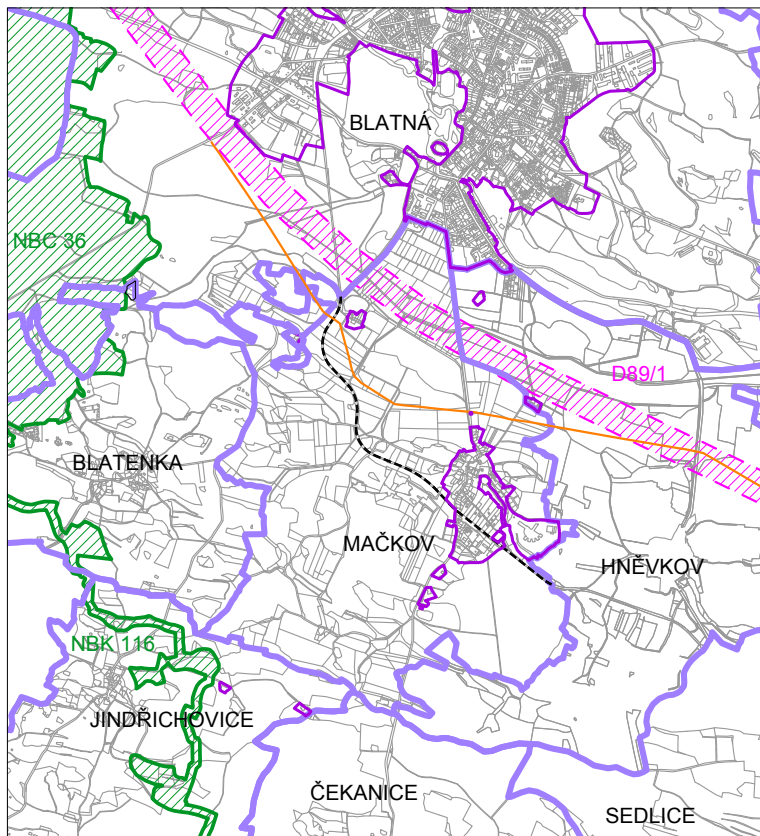 BLATNÁ
NBC 36
D89/1
BLATENKA
MAČKOV
HNĚVKOV
NBK 116
JINDŘICHOVICE
ČEKANICE
SEDLICE